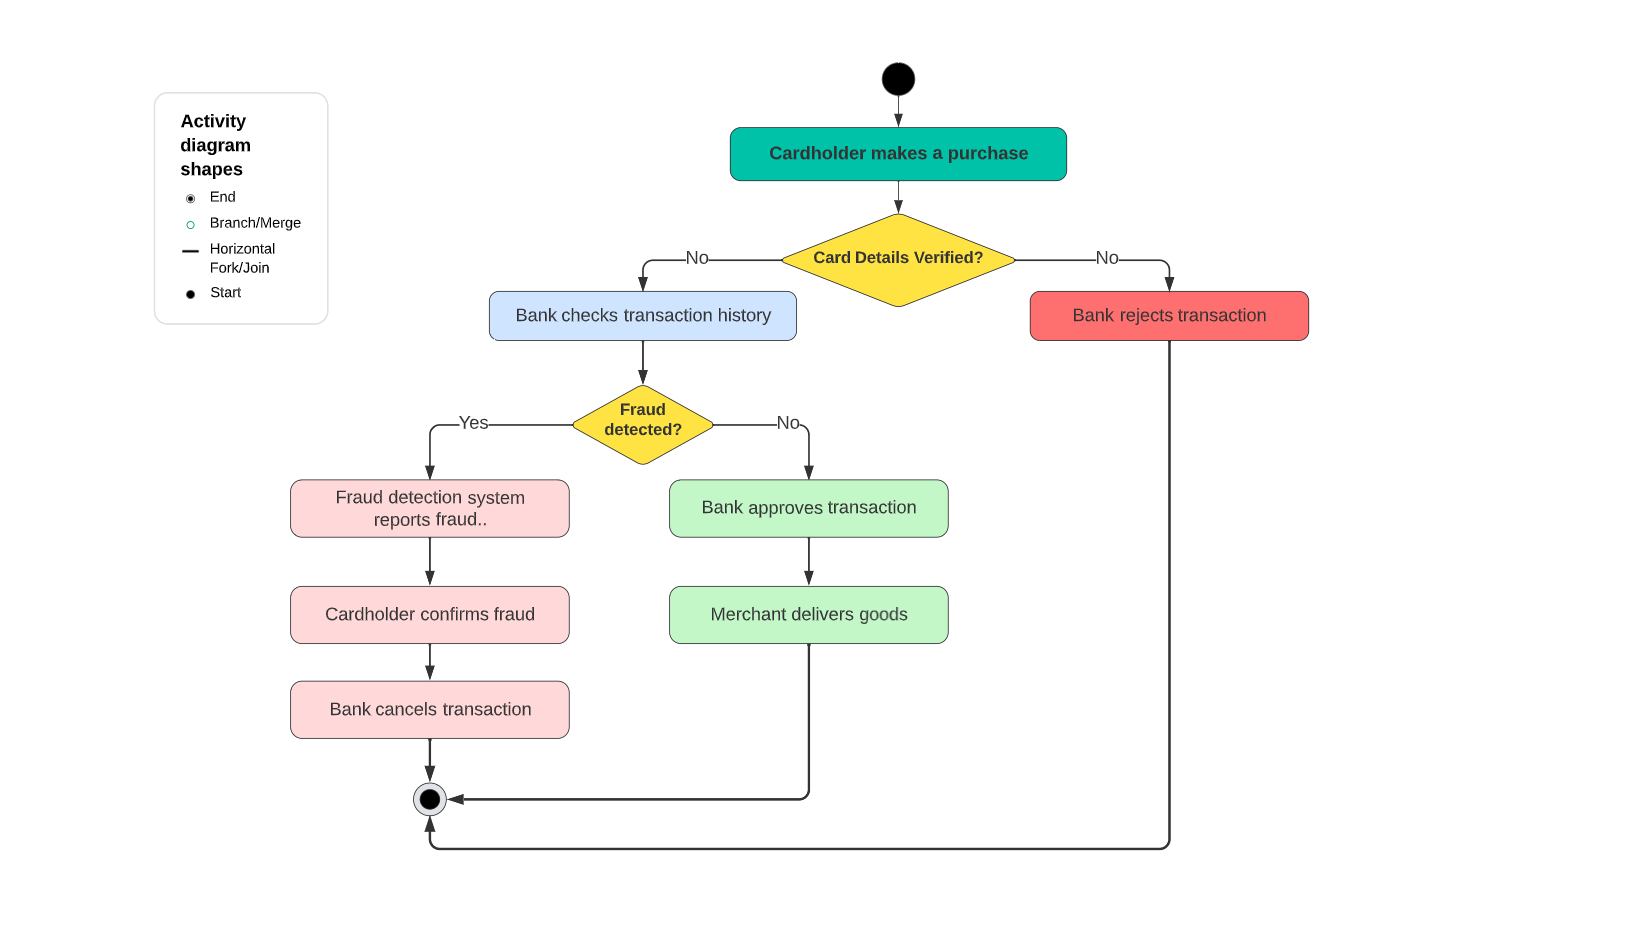 Activity
diagram
shapes
End
Branch/Merge
Horizontal
Fork/Join
Start
Cardholder makes a purchase
Card Details Verified?
No
No
Bank checks transaction history
Bank rejects transaction
Fraud
detected?
Yes
No
Fraud detection system
reports fraud..
Bank approves transaction
Cardholder confirms fraud
Merchant delivers goods
Bank cancels transaction